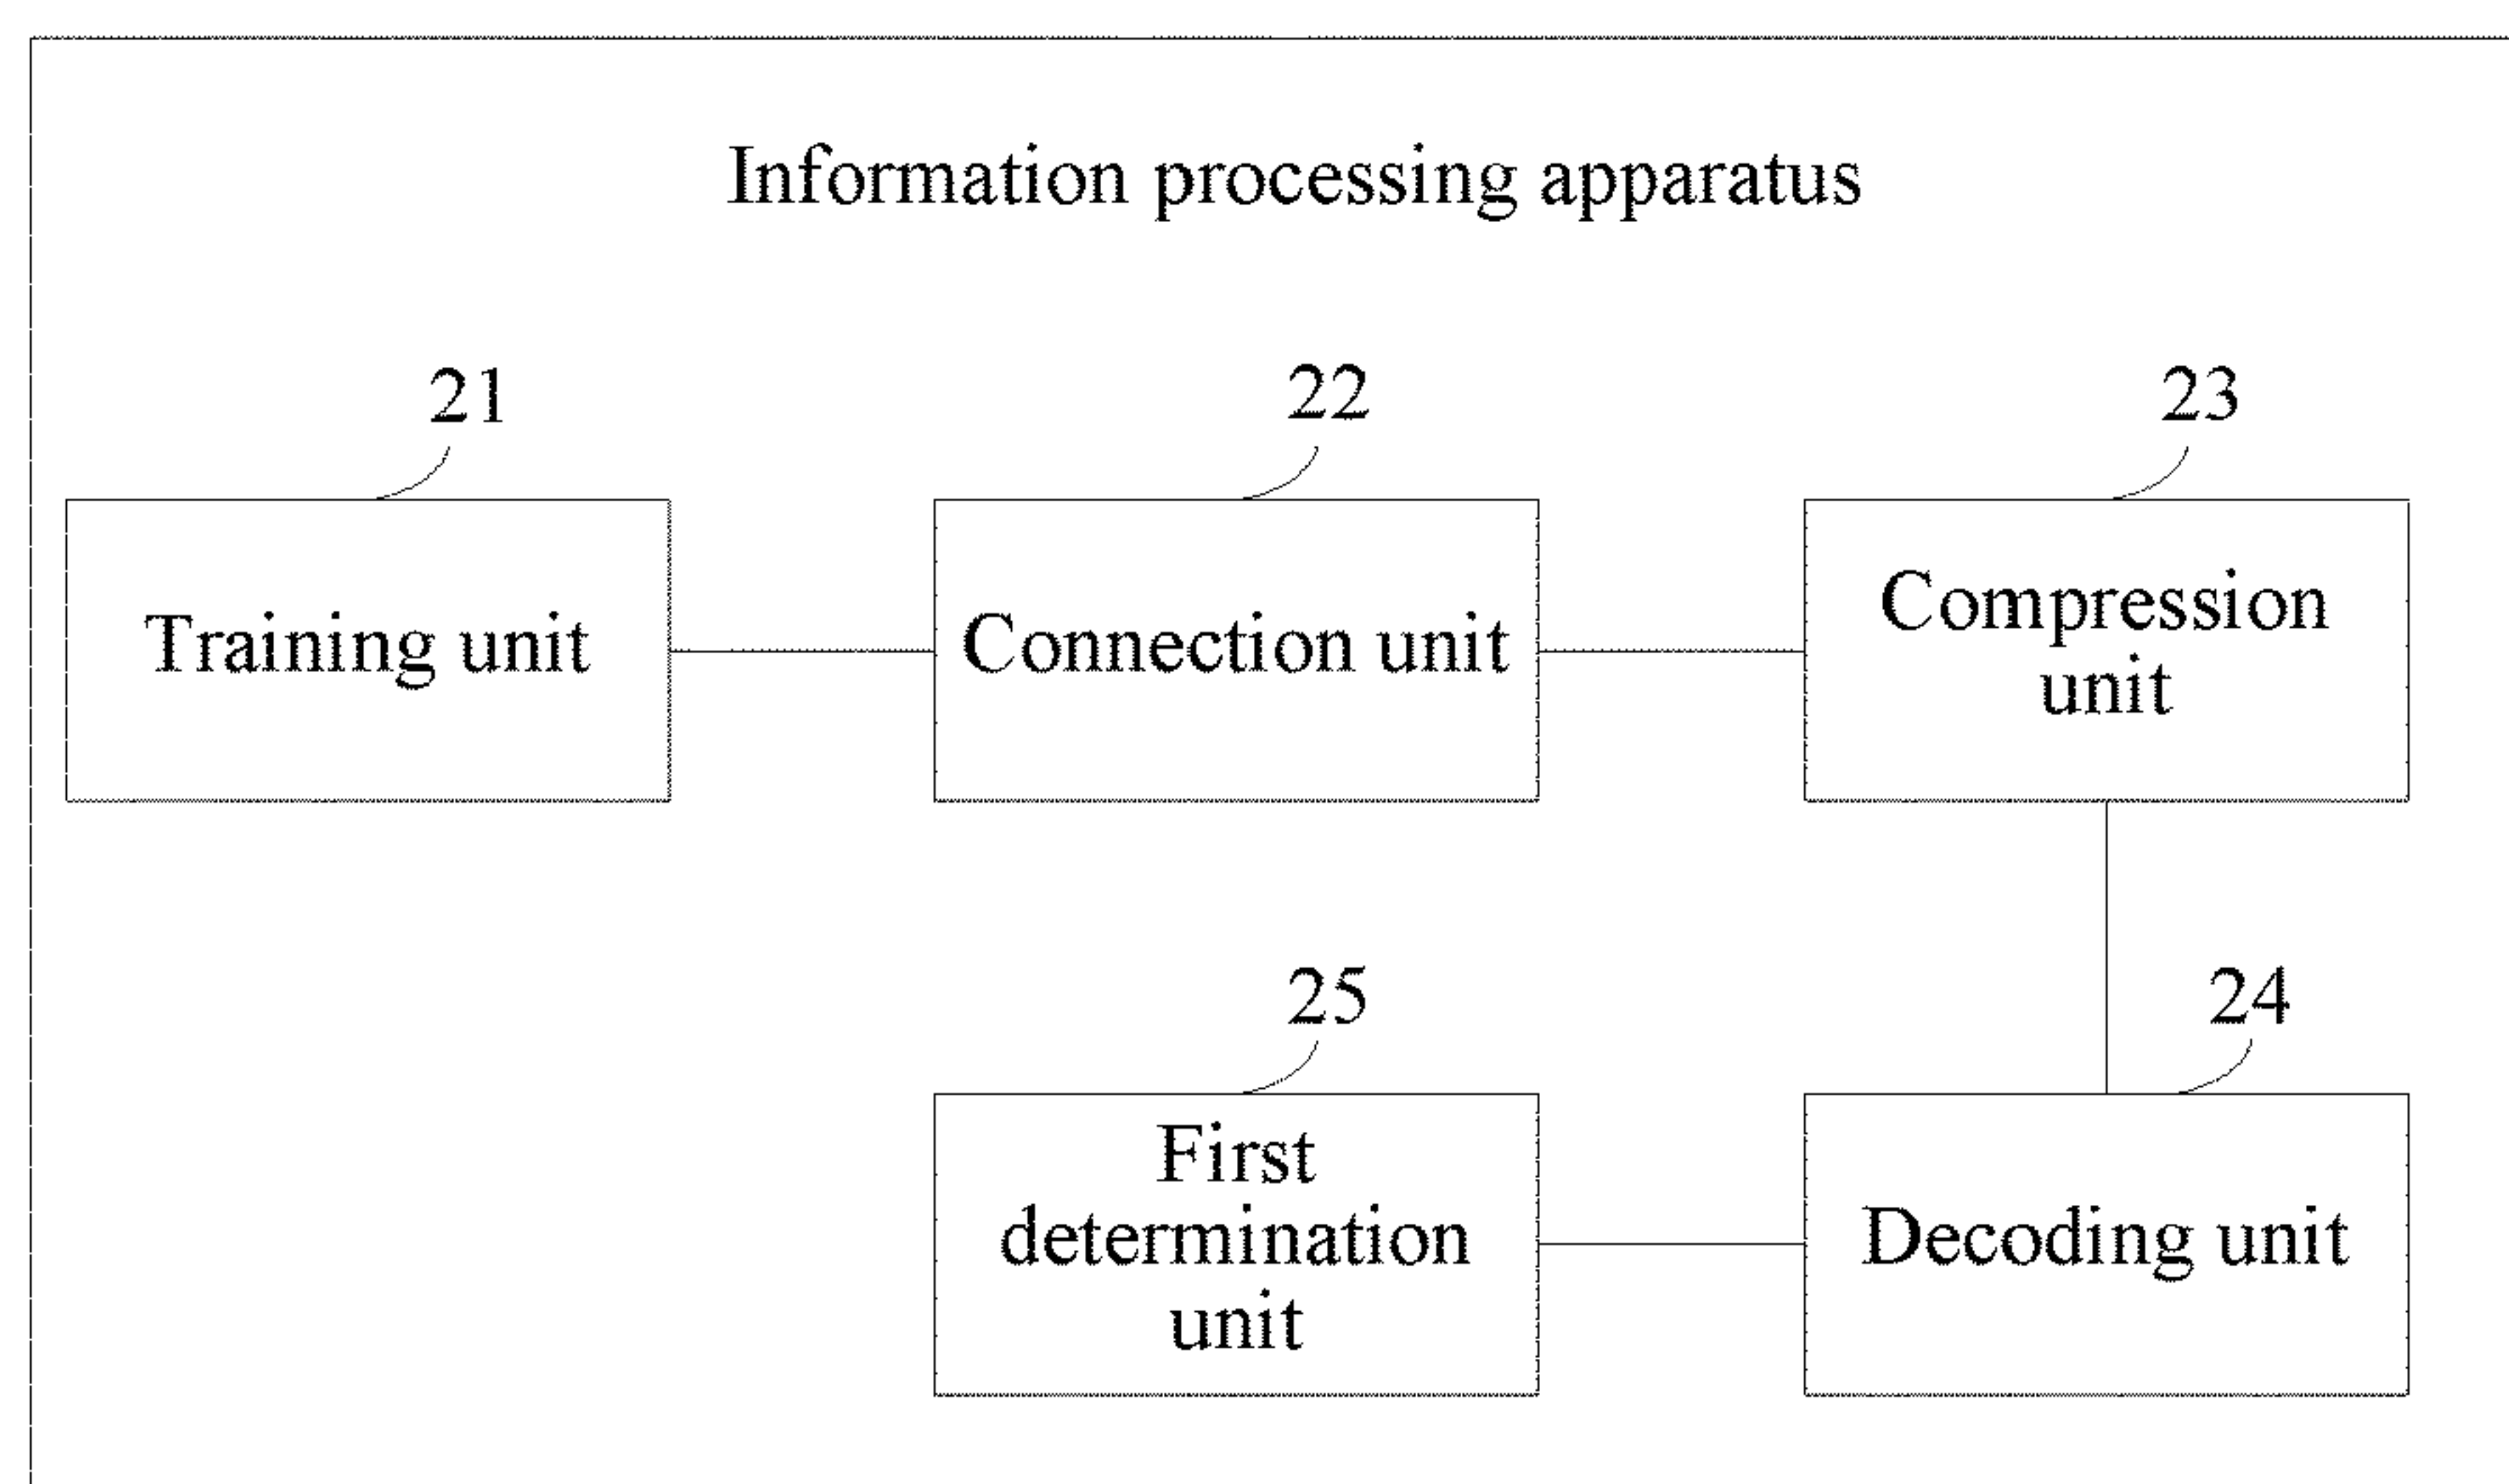 Information processing apparatus
21
22
23
Training unit
Connection unit
Compression
unit
25
24
First
determination
unit
Decoding unit